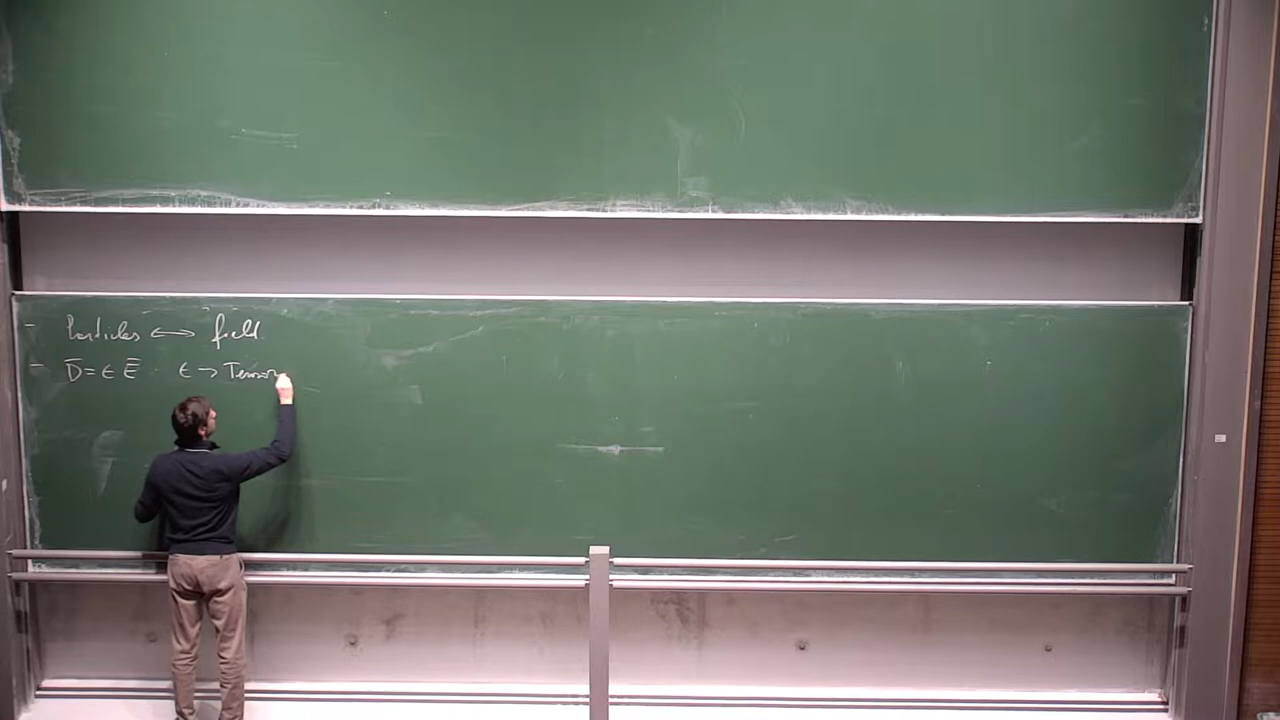 - Particles ↔ field.
- D̅ = ϵ E̅ ϵ → Tensor